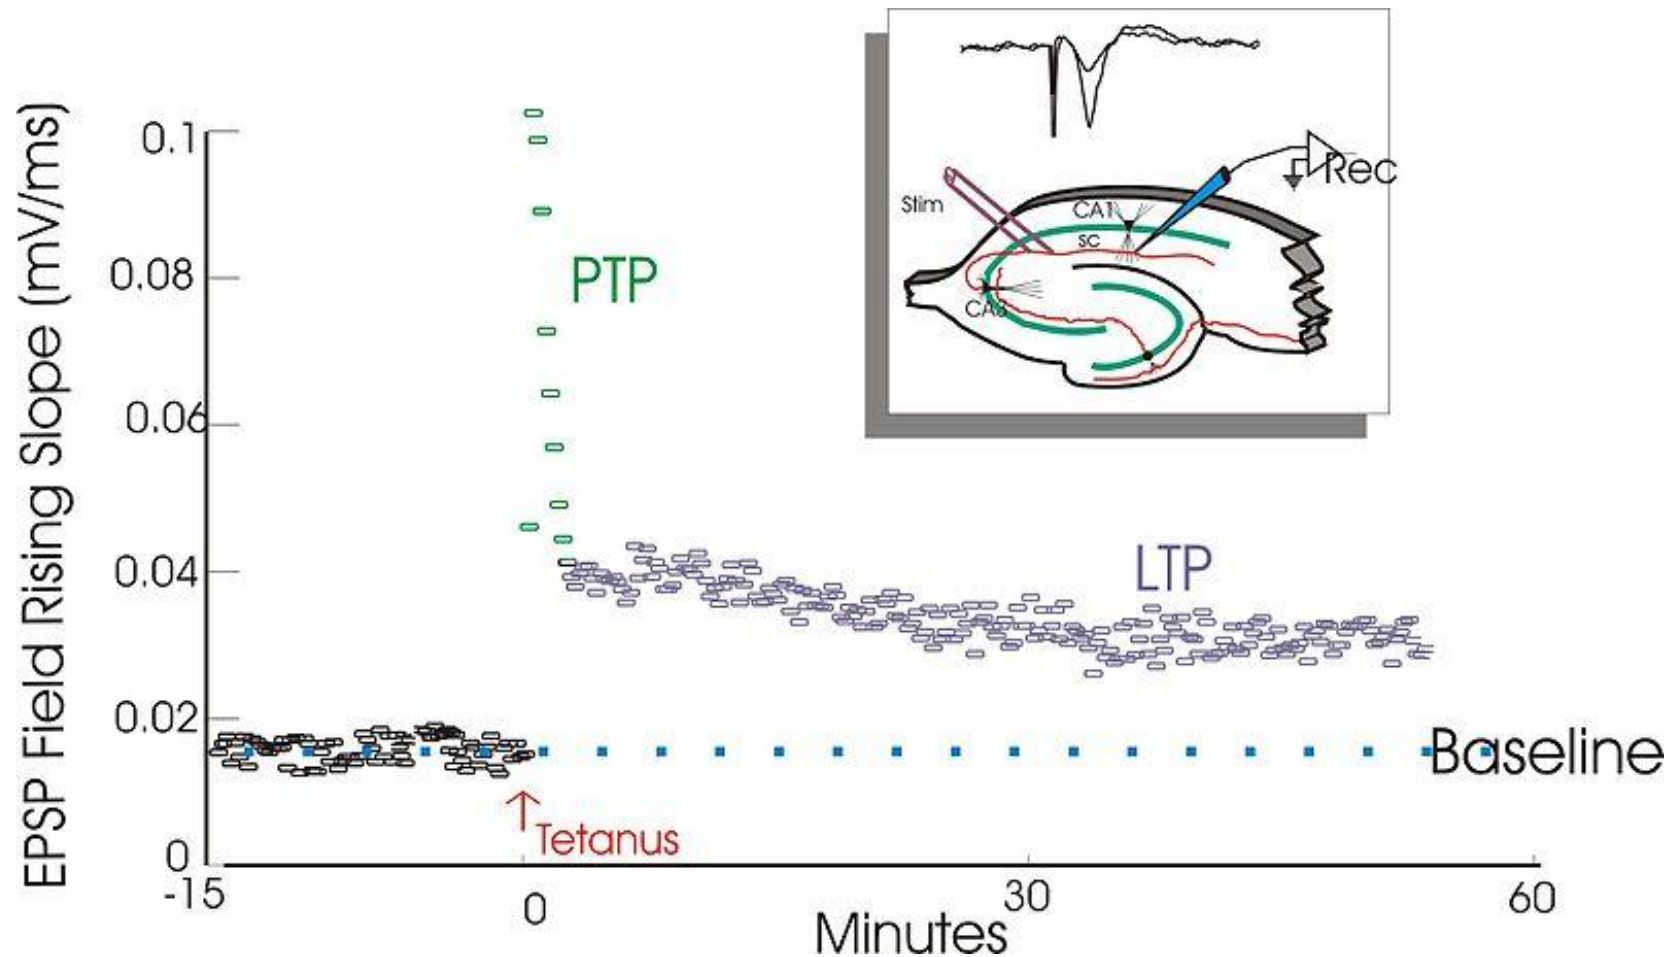 EPSP Field Rising Slope (mV/ms)
0.1
0.08
0.06
0.04
0.02
0
-15
0
30
60
Minutes
PTP
LTP
Baseline
Tetanus
Stim
Rec
CA1
sc
CA3